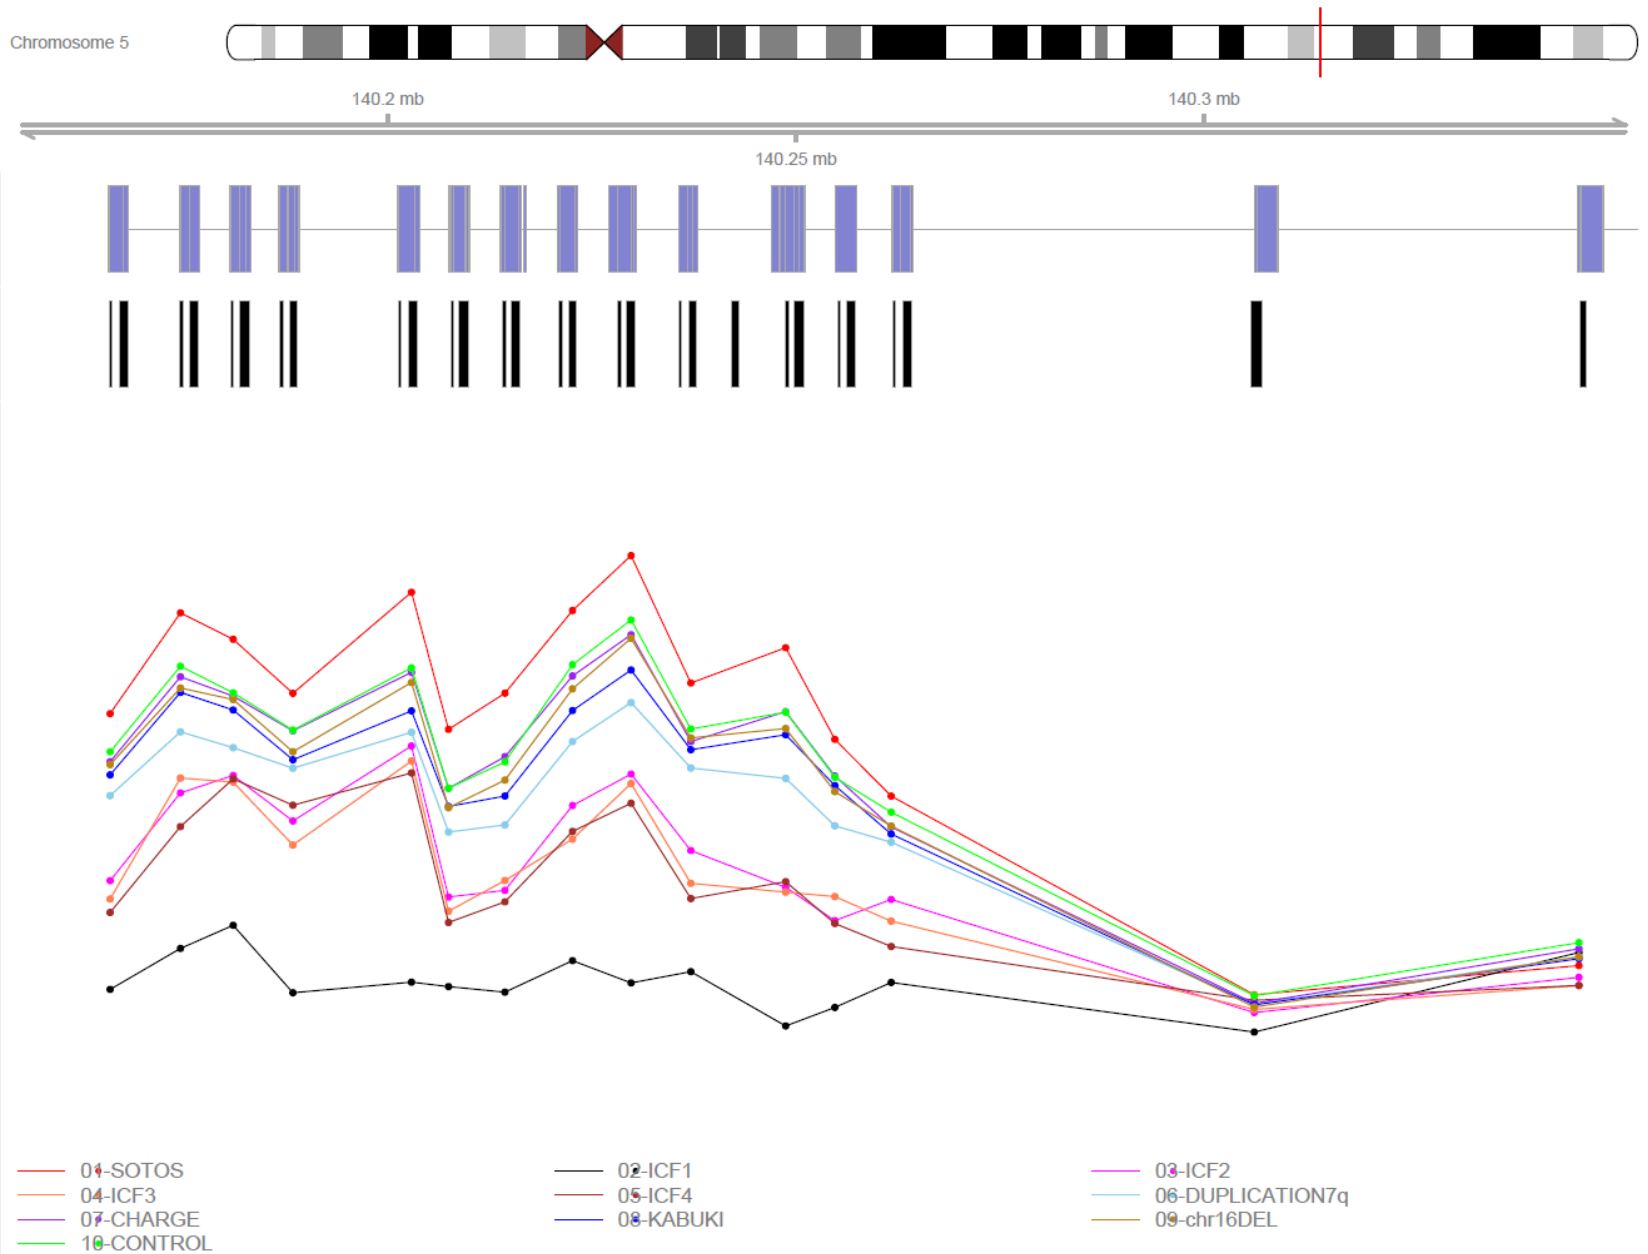 Chromosome 5
140.2 mb 140.3 mb
140.25 mb
01-SOTOS 02-ICF1 03-ICF2
04-ICF3 05-ICF4 06-DUPLICATION7q
07-CHARGE 08-KABUKI 09-chr16DEL
10-CONTROL